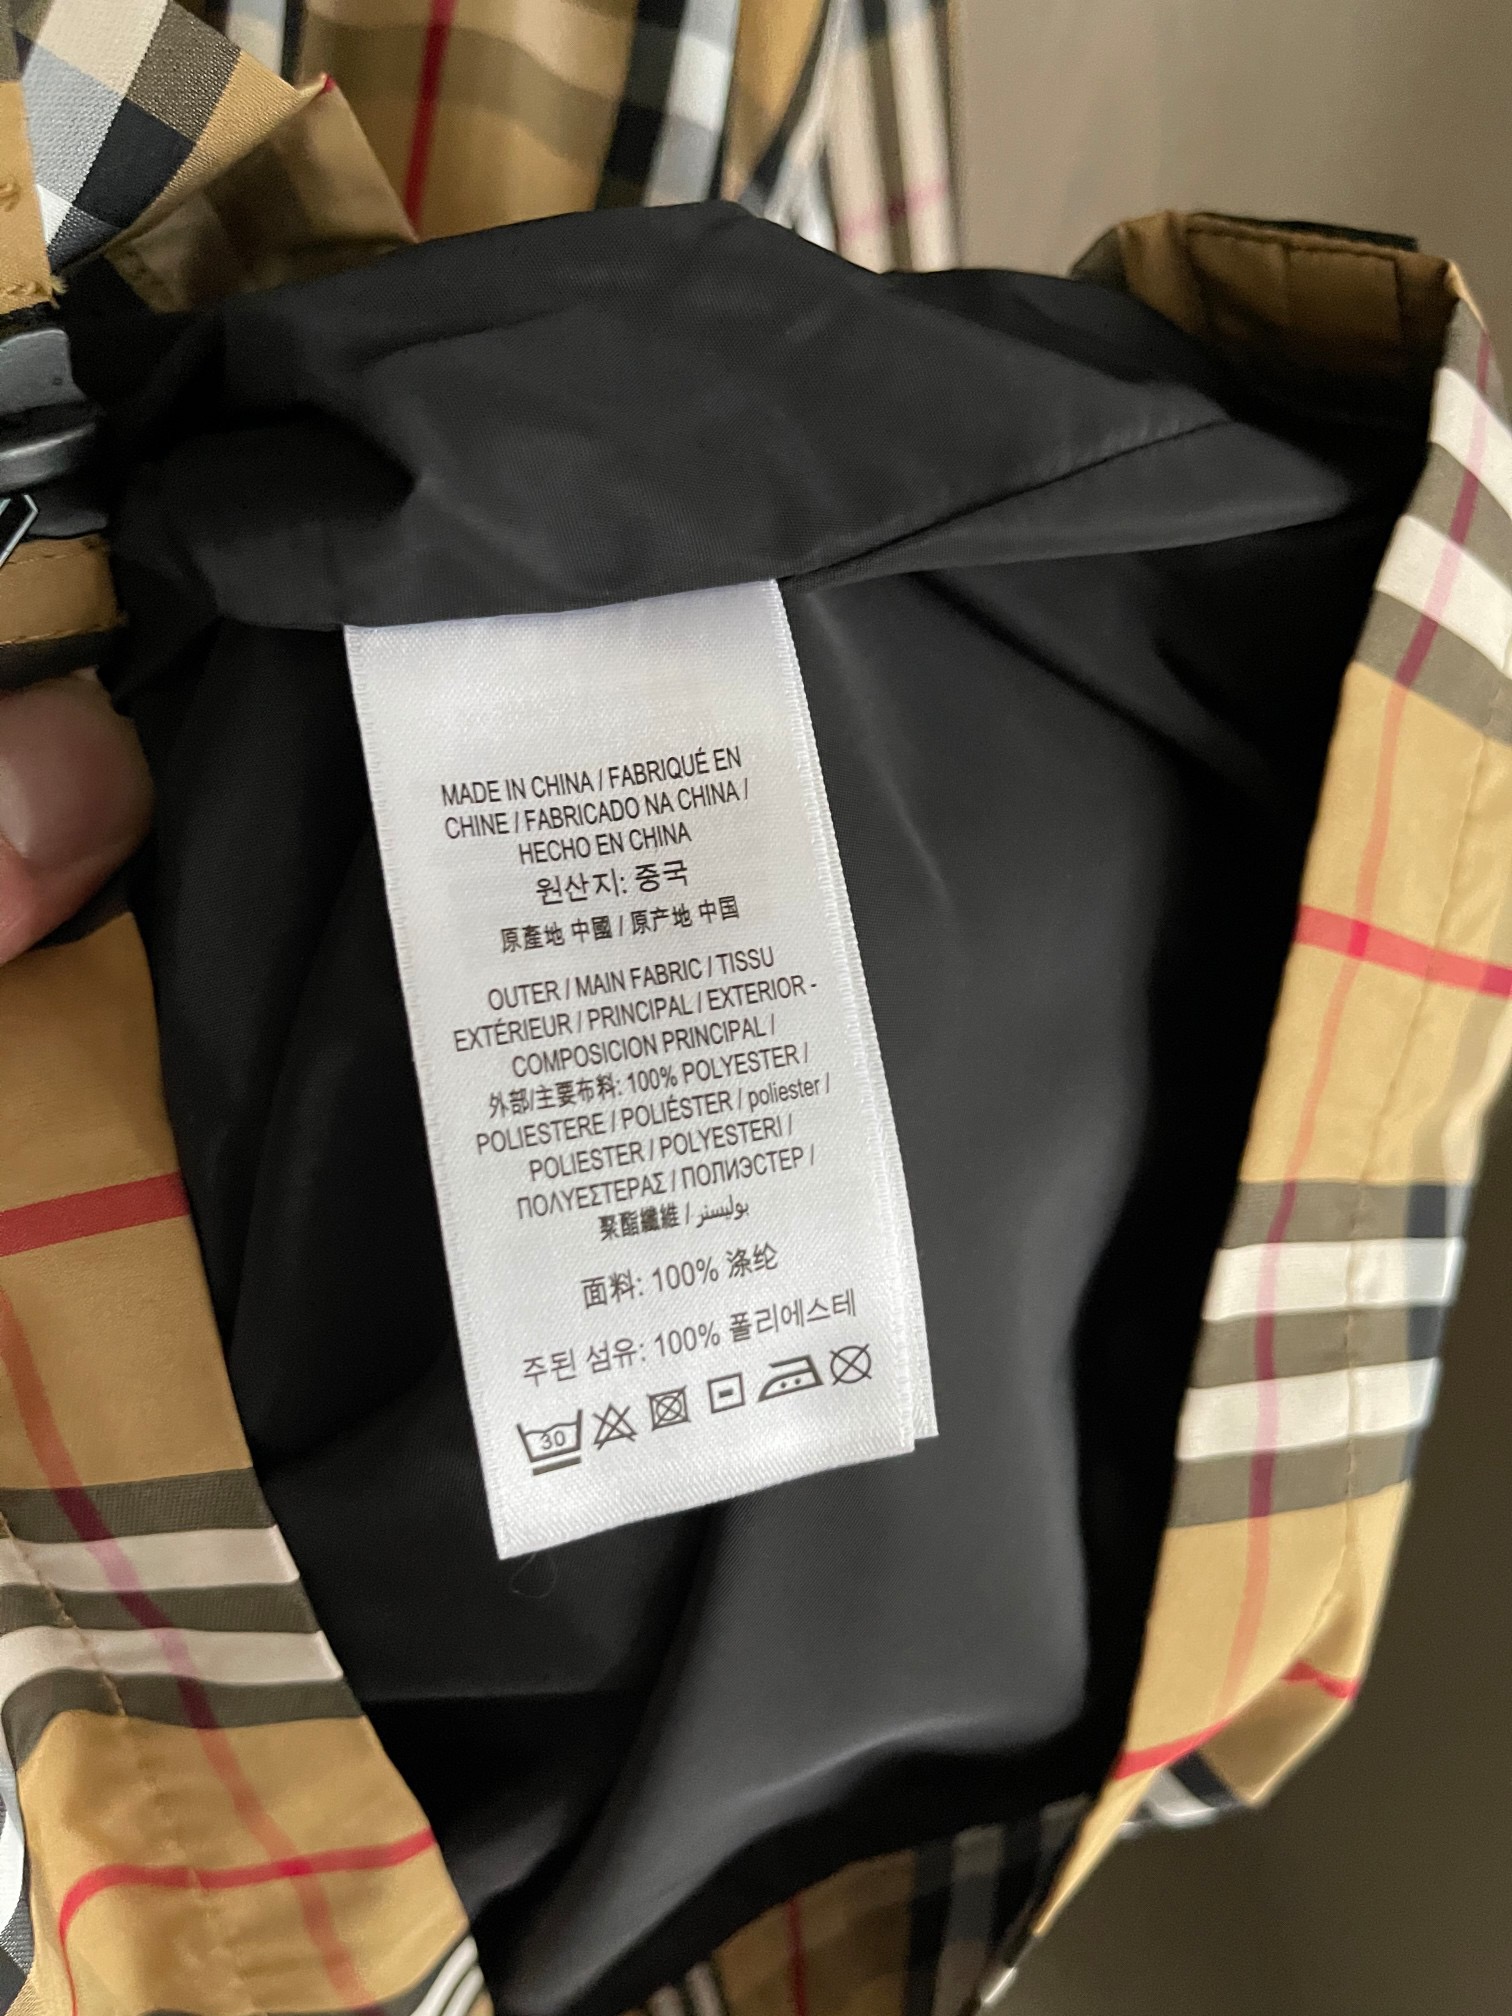 MADE IN CHINA / FABRIQUÉ EN
CHINE / FABRICADO NA CHINA /
HECHO EN CHINA
원산지: 중국
原產地 中國 / 原产地 中国
OUTER / MAIN FABRIC / TISSU
EXTÉRIEUR / PRINCIPAL / EXTERIOR -
COMPOSICION PRINCIPAL /
外部/主要布料: 100% POLYESTER /
POLIESTERE / POLIÉSTER / poliester /
POLIESTER / POLYESTERI /
ΠΟΛΥΕΣΤΕΡΑΣ / ПОЛИЭСТЕР /
聚酯纖維 / بوليستر
面料: 100% 涤纶
주된 섬유: 100% 폴리에스테
30